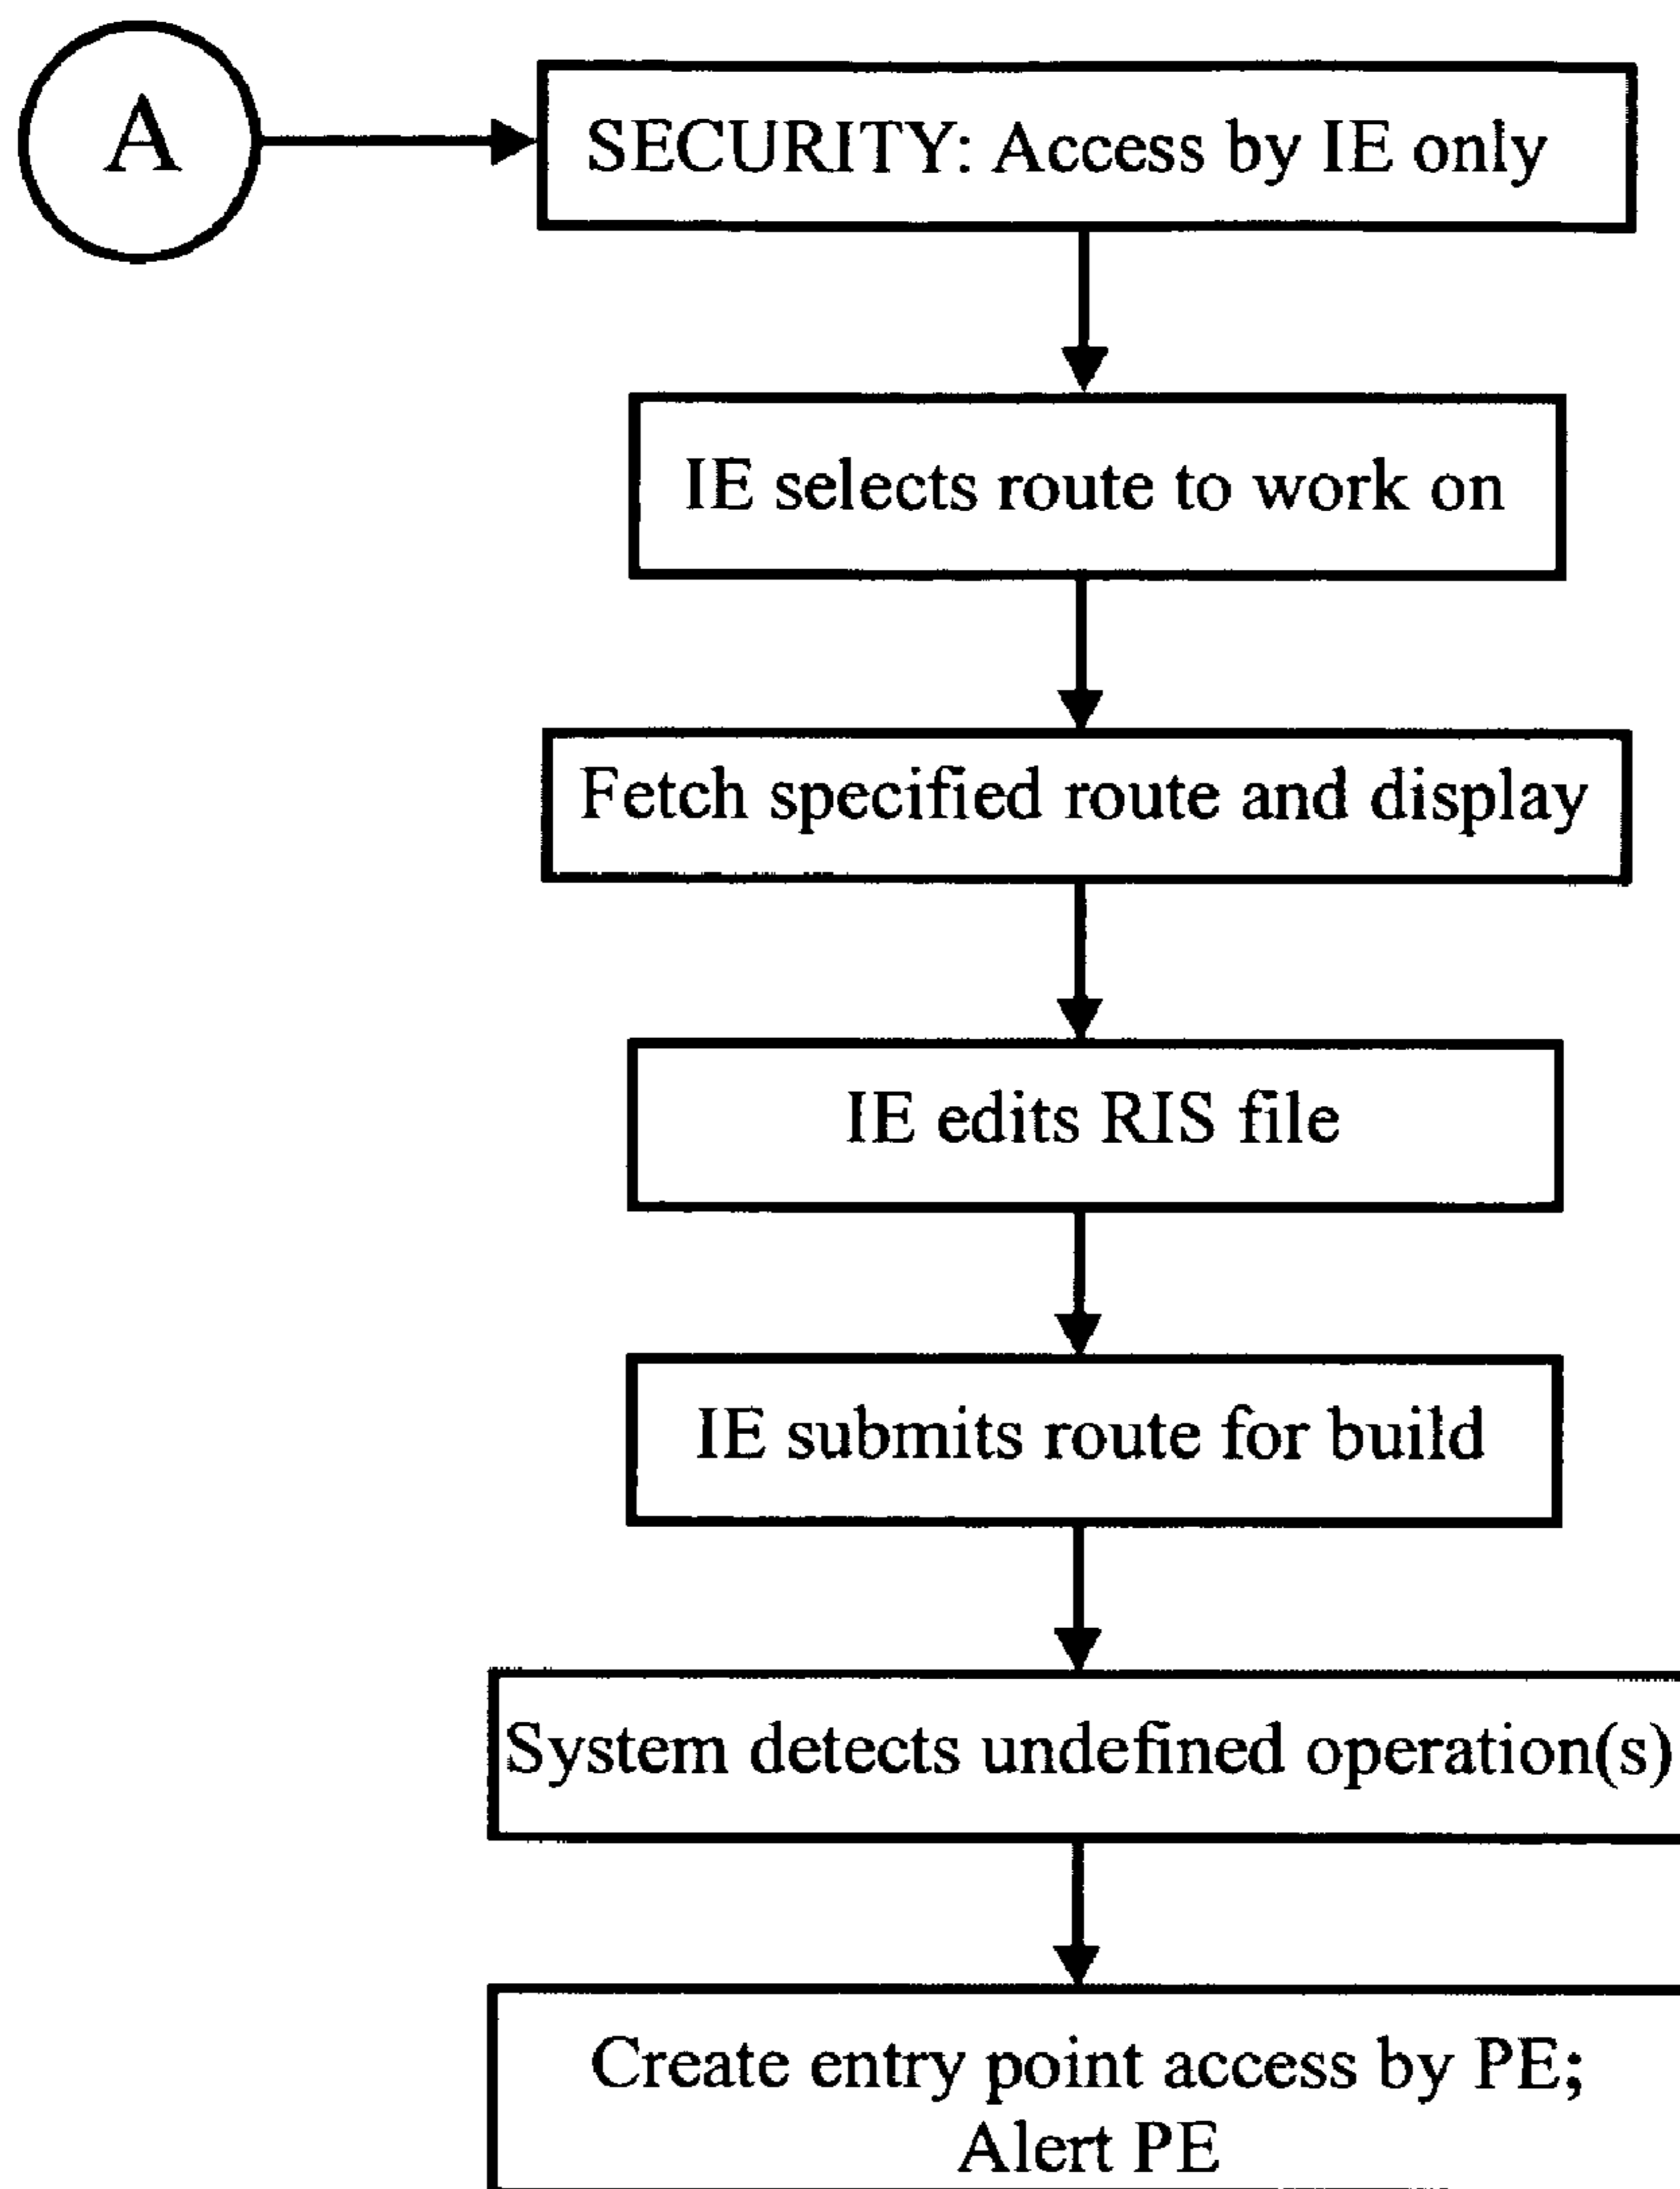 A
SECURITY: Access by IE only
IE selects route to work on
Fetch specified route and display
IE edits RIS file
IE submits route for build
System detects undefined operation(s)
Create entry point access by PE;
Alert PE